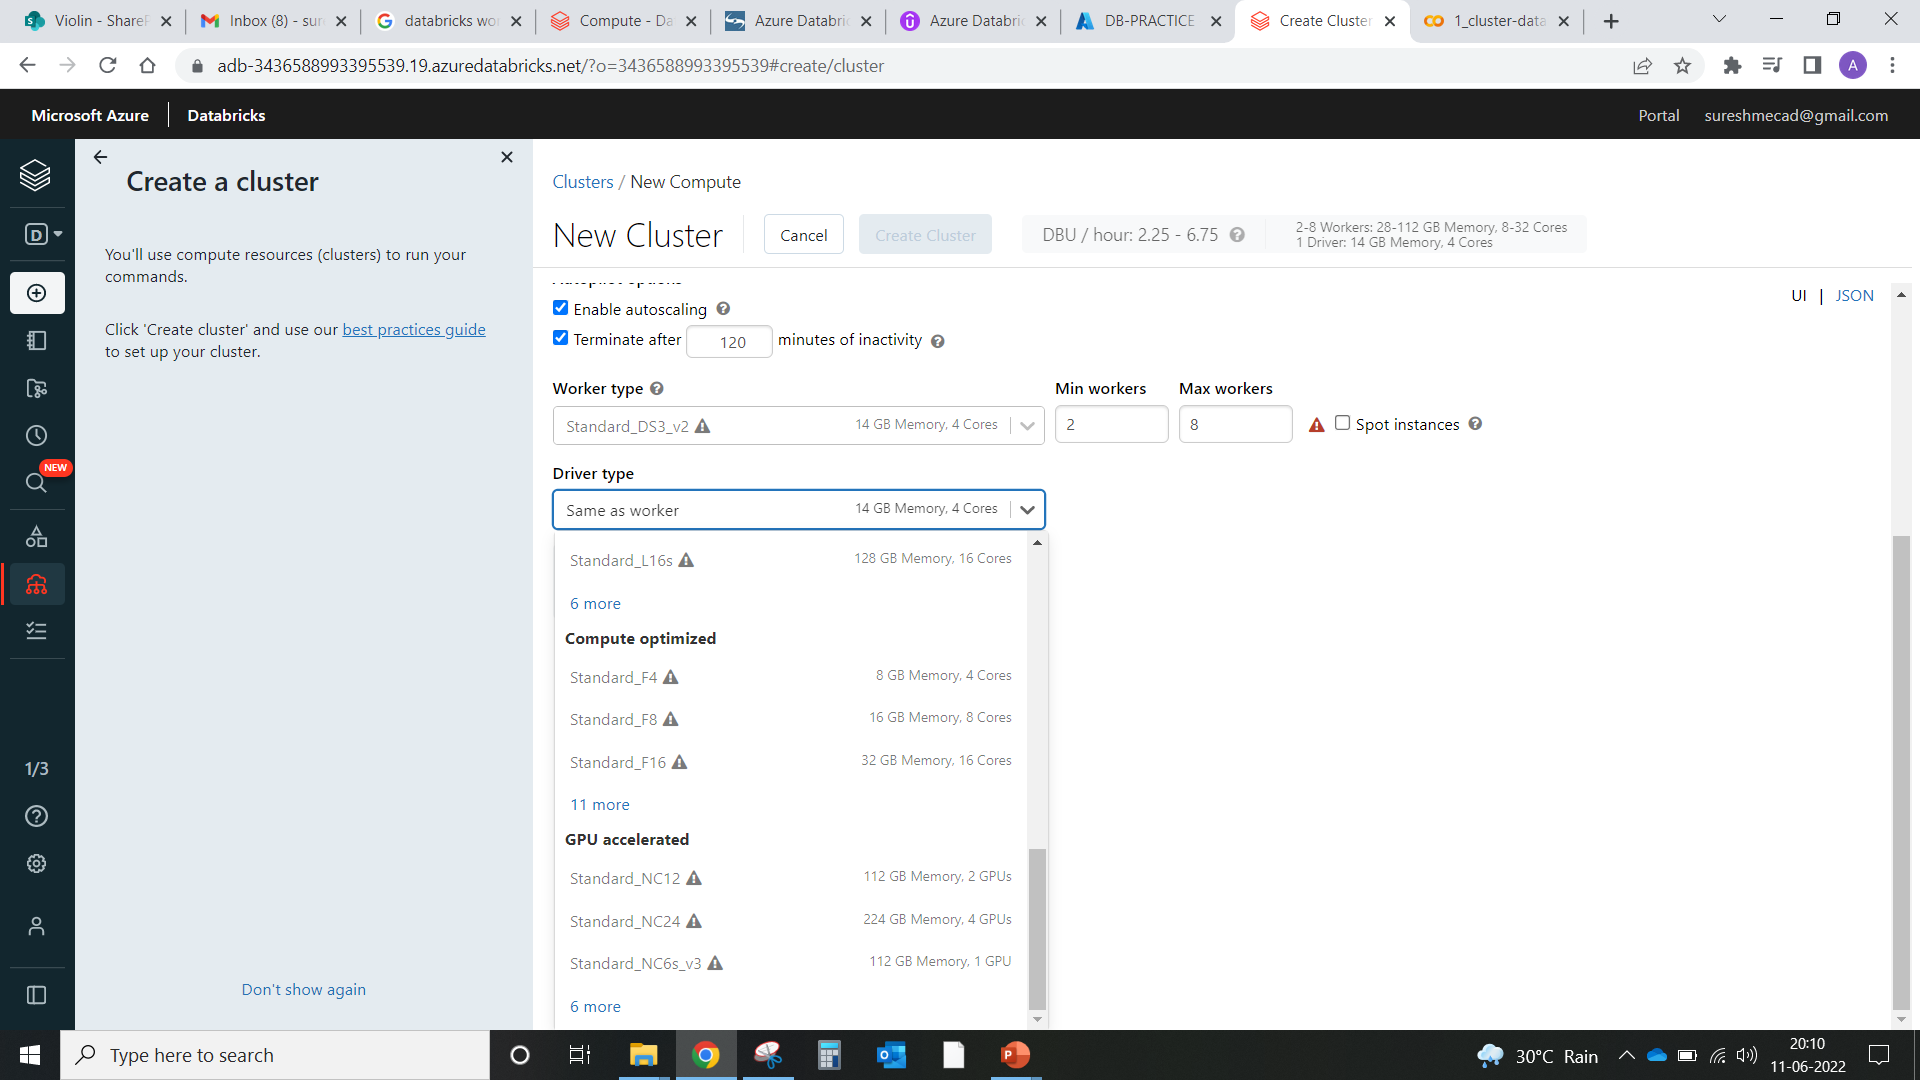 Violin - ShareP
Inbox (8) - sur
databricks wo
Compute - Da
Azure Databri
Azure Databri
DB-PRACTICE
Create Cluster
1_cluster-data
adb-3436588993395539.19.azuredatabricks.net/?o=3436588993395539#create/cluster
A
Microsoft Azure
Databricks
Portal
sureshmecad@gmail.com
D
NEW
1/3
Create a cluster
You'll use compute resources (clusters) to run your
commands.
Click 'Create cluster' and use our best practices guide
to set up your cluster.
Don't show again
Clusters / New Compute
New Cluster
Cancel
Create Cluster
DBU / hour: 2.25 - 6.75
2-8 Workers: 28-112 GB Memory, 8-32 Cores
1 Driver: 14 GB Memory, 4 Cores
UI | JSON
Autopilot options
Enable autoscaling
Terminate after 120 minutes of inactivity
Worker type
Min workers
Max workers
Standard_DS3_v2 14 GB Memory, 4 Cores
2
8
Spot instances
Driver type
Same as worker 14 GB Memory, 4 Cores
Standard_L16s 128 GB Memory, 16 Cores
6 more
Compute optimized
Standard_F4 8 GB Memory, 4 Cores
Standard_F8 16 GB Memory, 8 Cores
Standard_F16 32 GB Memory, 16 Cores
11 more
GPU accelerated
Standard_NC12 112 GB Memory, 2 GPUs
Standard_NC24 224 GB Memory, 4 GPUs
Standard_NC6s_v3 112 GB Memory, 1 GPU
6 more
Type here to search
30°C Rain
20:10
11-06-2022